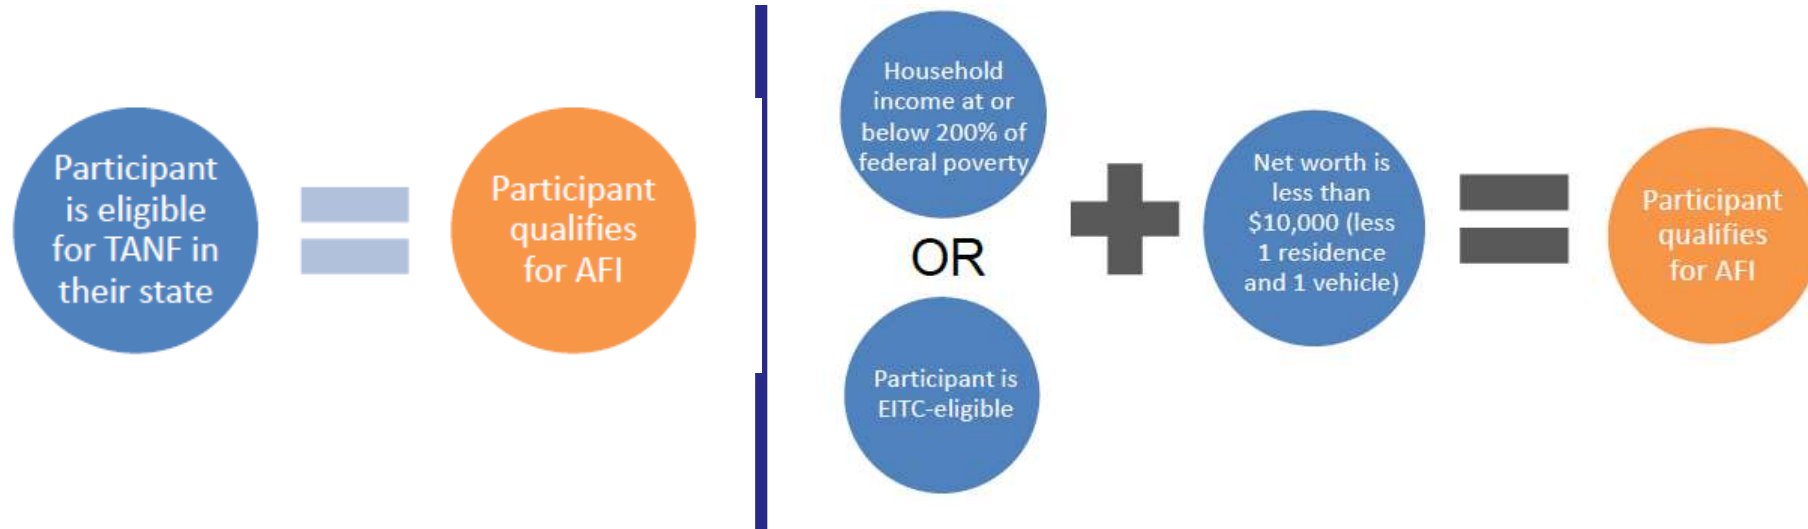 Participant
is eligible
for TANF in
their state
Participant
qualifies
for AFI
Household
income at or
below 200% of
federal poverty
OR
Participant is
EITC-eligible
Net worth is
less than
$10,000 (less
1 residence
and 1 vehicle)
Participant
qualifies
for AFI